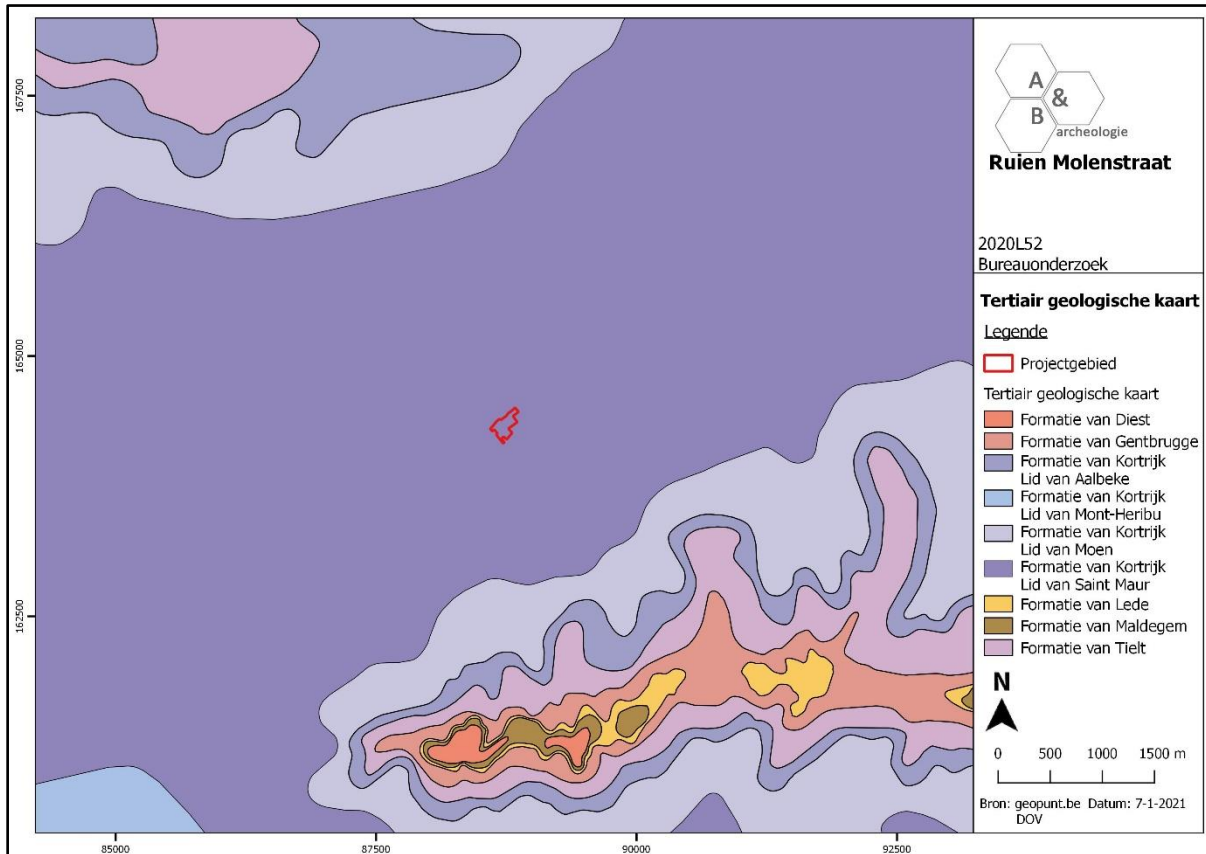 A
&
B
archeologie
Ruien Molenstraat
2020L52
Bureauonderzoek
Tertiair geologische kaart
Legende
Projectgebied
Tertiair geologische kaart
Formatie van Diest
Formatie van Gentbrugge
Formatie van Kortrijk
Lid van Aalbeke
Formatie van Kortrijk
Lid van Mont-Heribu
Formatie van Kortrijk
Lid van Moen
Formatie van Kortrijk
Lid van Saint Maur
Formatie van Lede
Formatie van Maldegem
Formatie van Tielt
N
0 500 1000 1500 m
Bron: geopunt.be Datum: 7-1-2021
DOV
167500
165000
162500
85000 87500 90000 92500